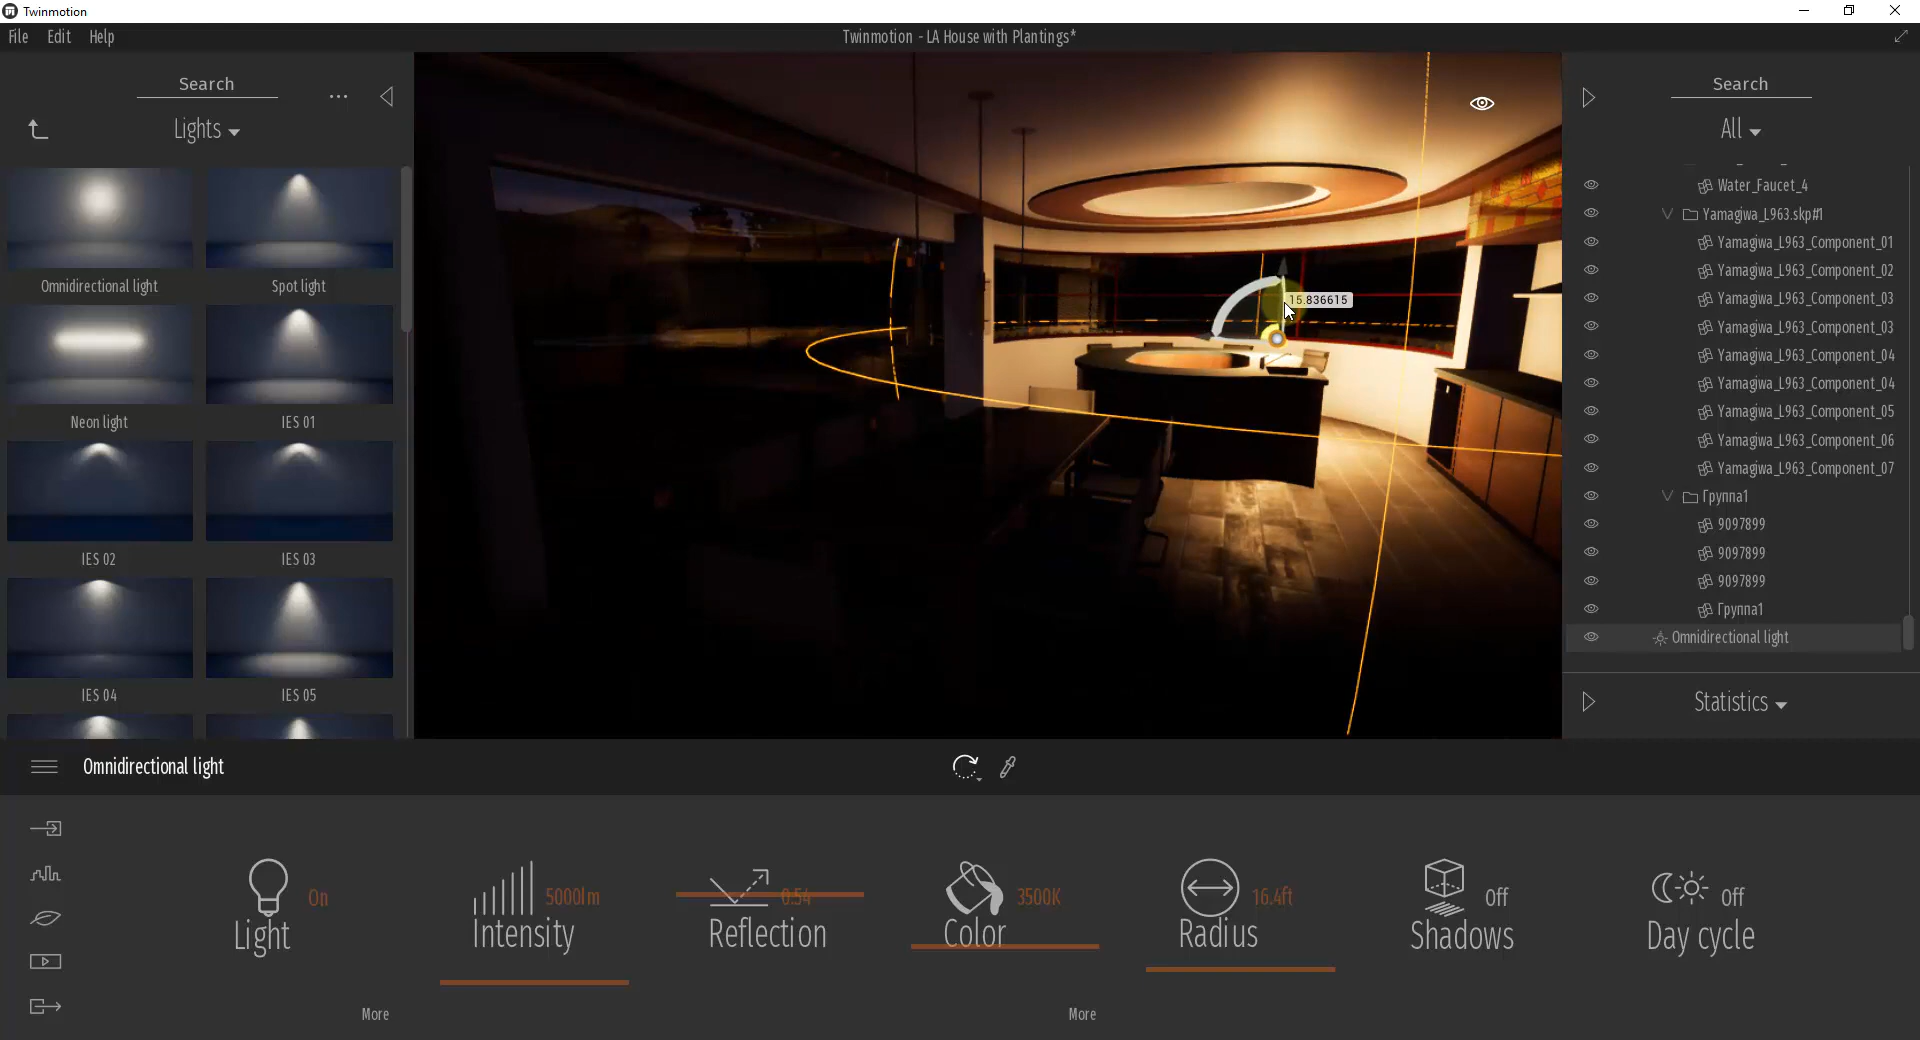 Twinmotion
File Edit Help
Twinmotion - LA House with Plantings*
Search
Lights
Omnidirectional light
Spot light
Neon light
IES 01
IES 02
IES 03
IES 04
IES 05
15.836615
Search
All
Water_Faucet_4
Yamagiwa_L963.skp#1
Yamagiwa_L963_Component_01
Yamagiwa_L963_Component_02
Yamagiwa_L963_Component_03
Yamagiwa_L963_Component_03
Yamagiwa_L963_Component_04
Yamagiwa_L963_Component_04
Yamagiwa_L963_Component_05
Yamagiwa_L963_Component_06
Yamagiwa_L963_Component_07
Группа1
9097899
9097899
9097899
Группа1
Omnidirectional light
Statistics
Omnidirectional light
On
Light
5000lm
Intensity
0.54
Reflection
3500K
Color
16.4ft
Radius
Off
Shadows
Off
Day cycle
More
More